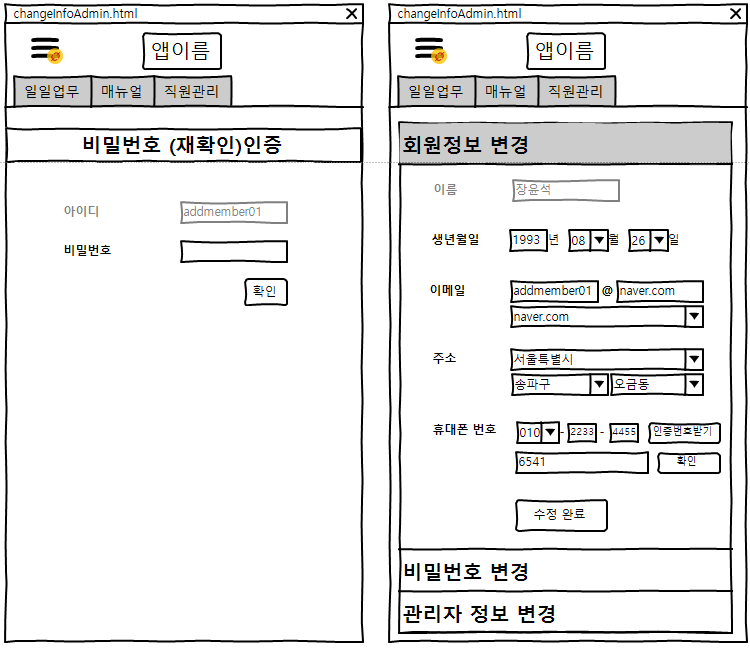 changeInfoAdmin.html
앱이름
일일업무 매뉴얼 직원관리
비밀번호 (재확인)인증
아이디 addmember01
비밀번호
확인
changeInfoAdmin.html
앱이름
일일업무 매뉴얼 직원관리
회원정보 변경
이름 장윤석
생년월일 1993 년 08 월 26 일
이메일 addmember01 @ naver.com
naver.com
주소 서울특별시
송파구 오금동
휴대폰 번호 010 - 2233 - 4455 인증번호받기
6541 확인
수정 완료
비밀번호 변경
관리자 정보 변경